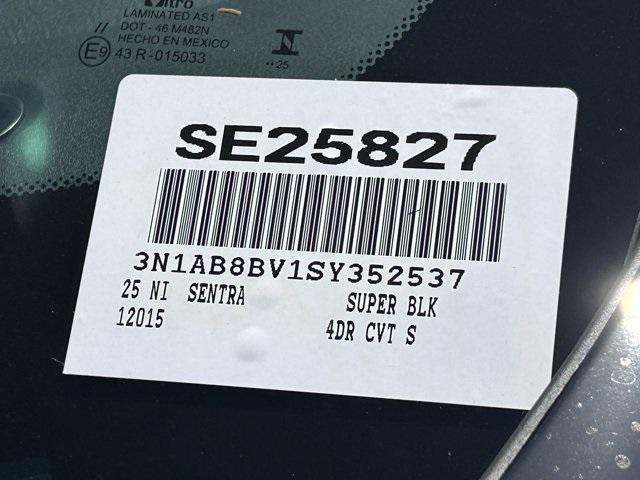 Vitro
LAMINATED AS1
DOT-46 M482N
HECHO EN MEXICO
E9 43 R-015033
N
"25
SE25827
3N1AB8BV1SY352537
25 NI SENTRA SUPER BLK
12015 4DR CVT S